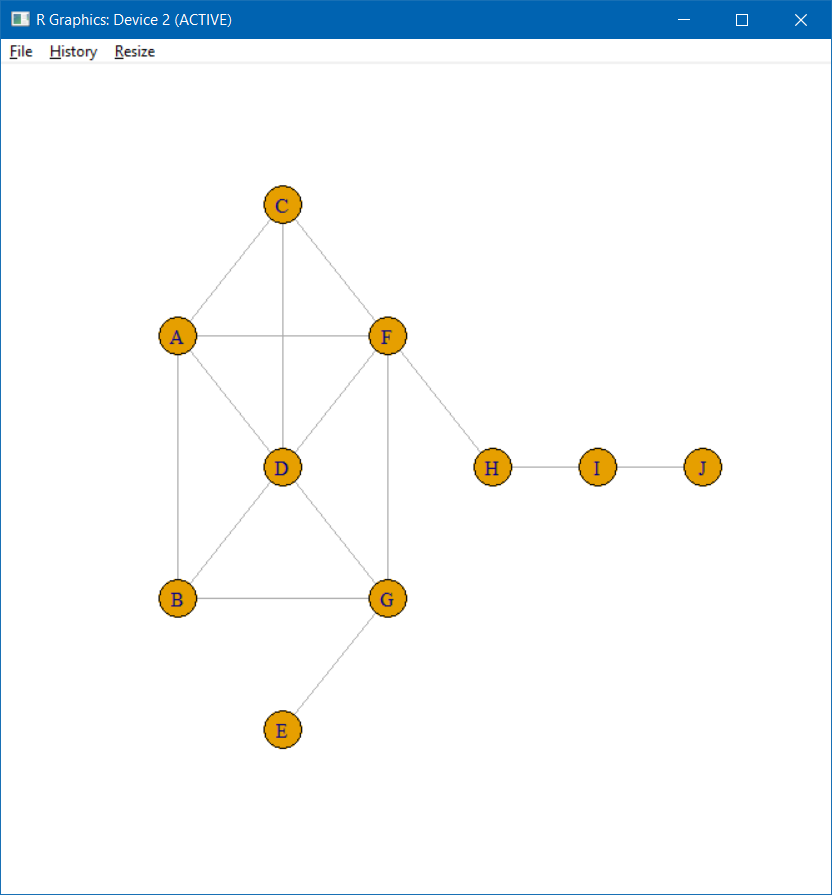 R Graphics: Device 2 (ACTIVE)
File History Resize
C
A F
D H I J
B G
E